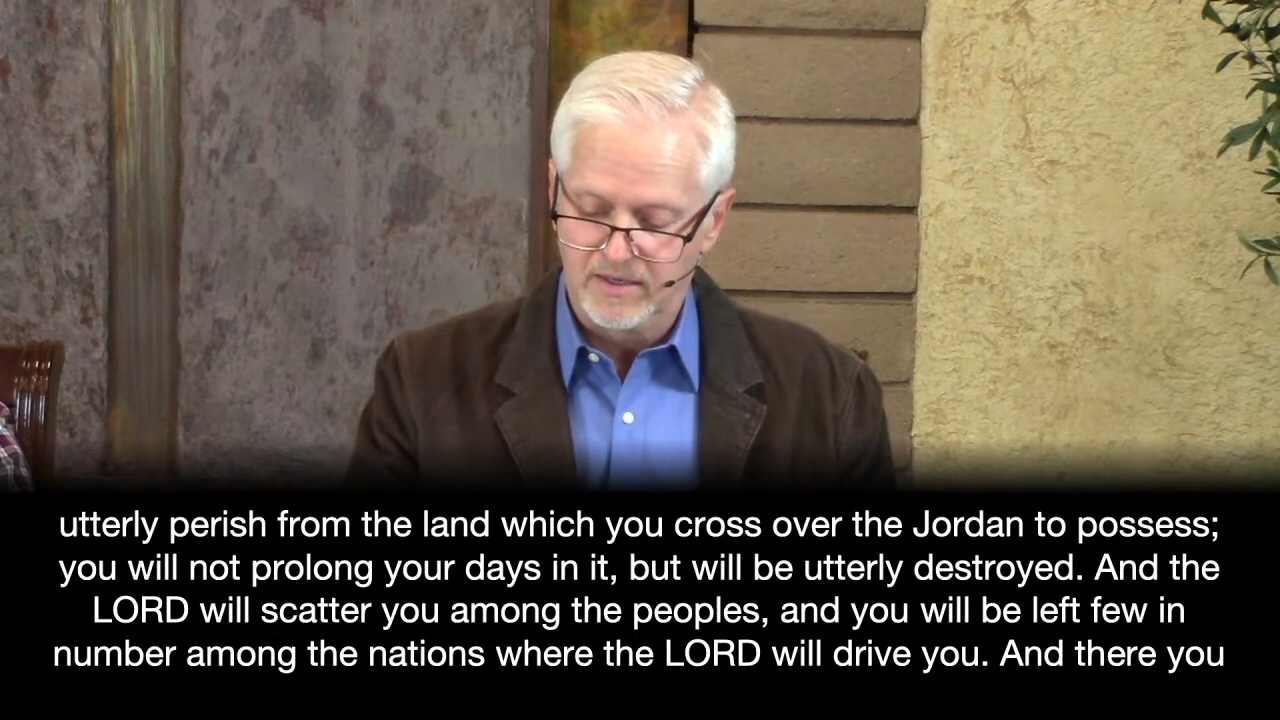 utterly perish from the land which you cross over the Jordan to possess;
you will not prolong your days in it, but will be utterly destroyed. And the
LORD will scatter you among the peoples, and you will be left few in
number among the nations where the LORD will drive you. And there you